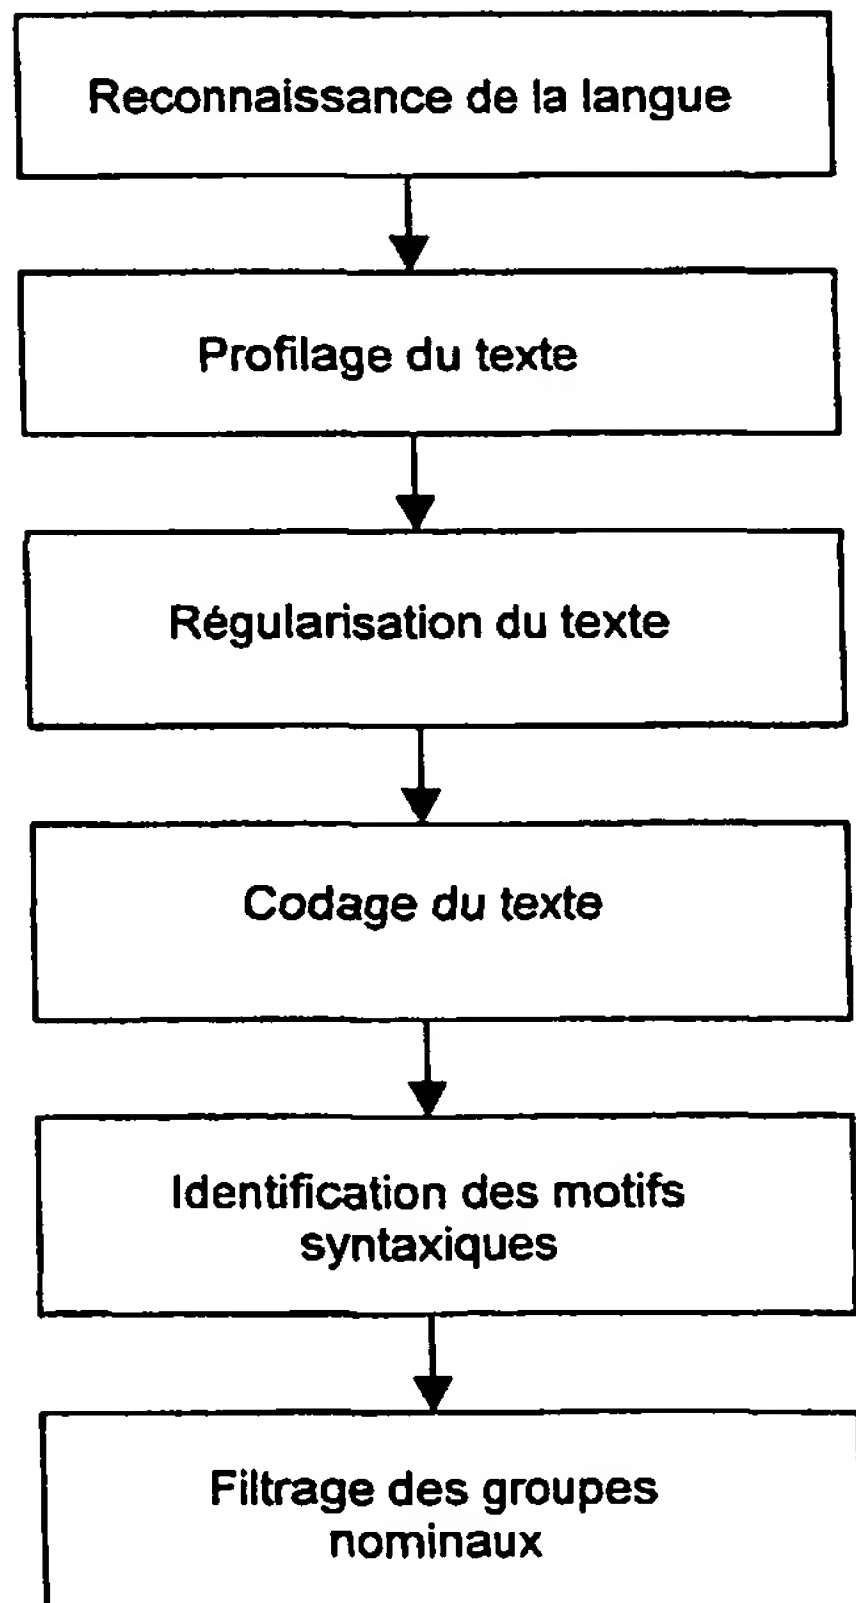 Reconnaissance de la langue
Profilage du texte
Régularisation du texte
Codage du texte
Identification des motifs
syntaxiques
Filtrage des groupes
nominaux